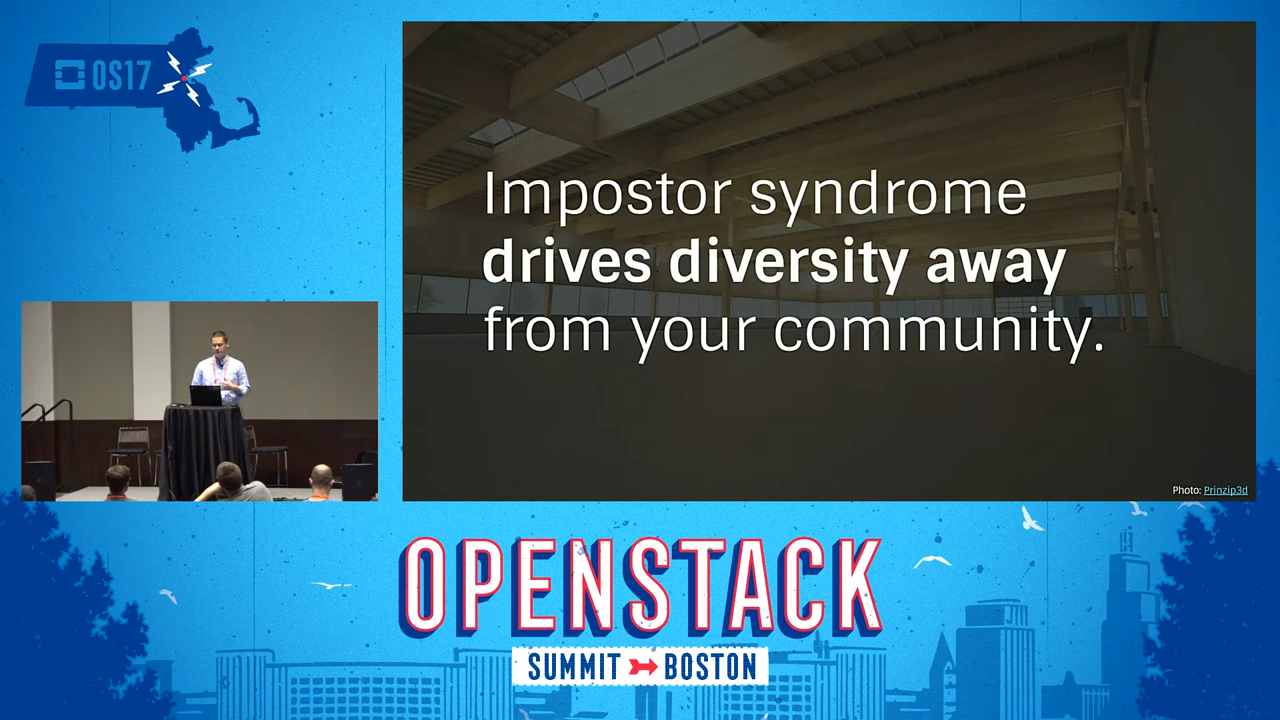 OS17
Impostor syndrome
drives diversity away
from your community.
Photo: Prinzip3d
OPENSTACK
SUMMIT BOSTON